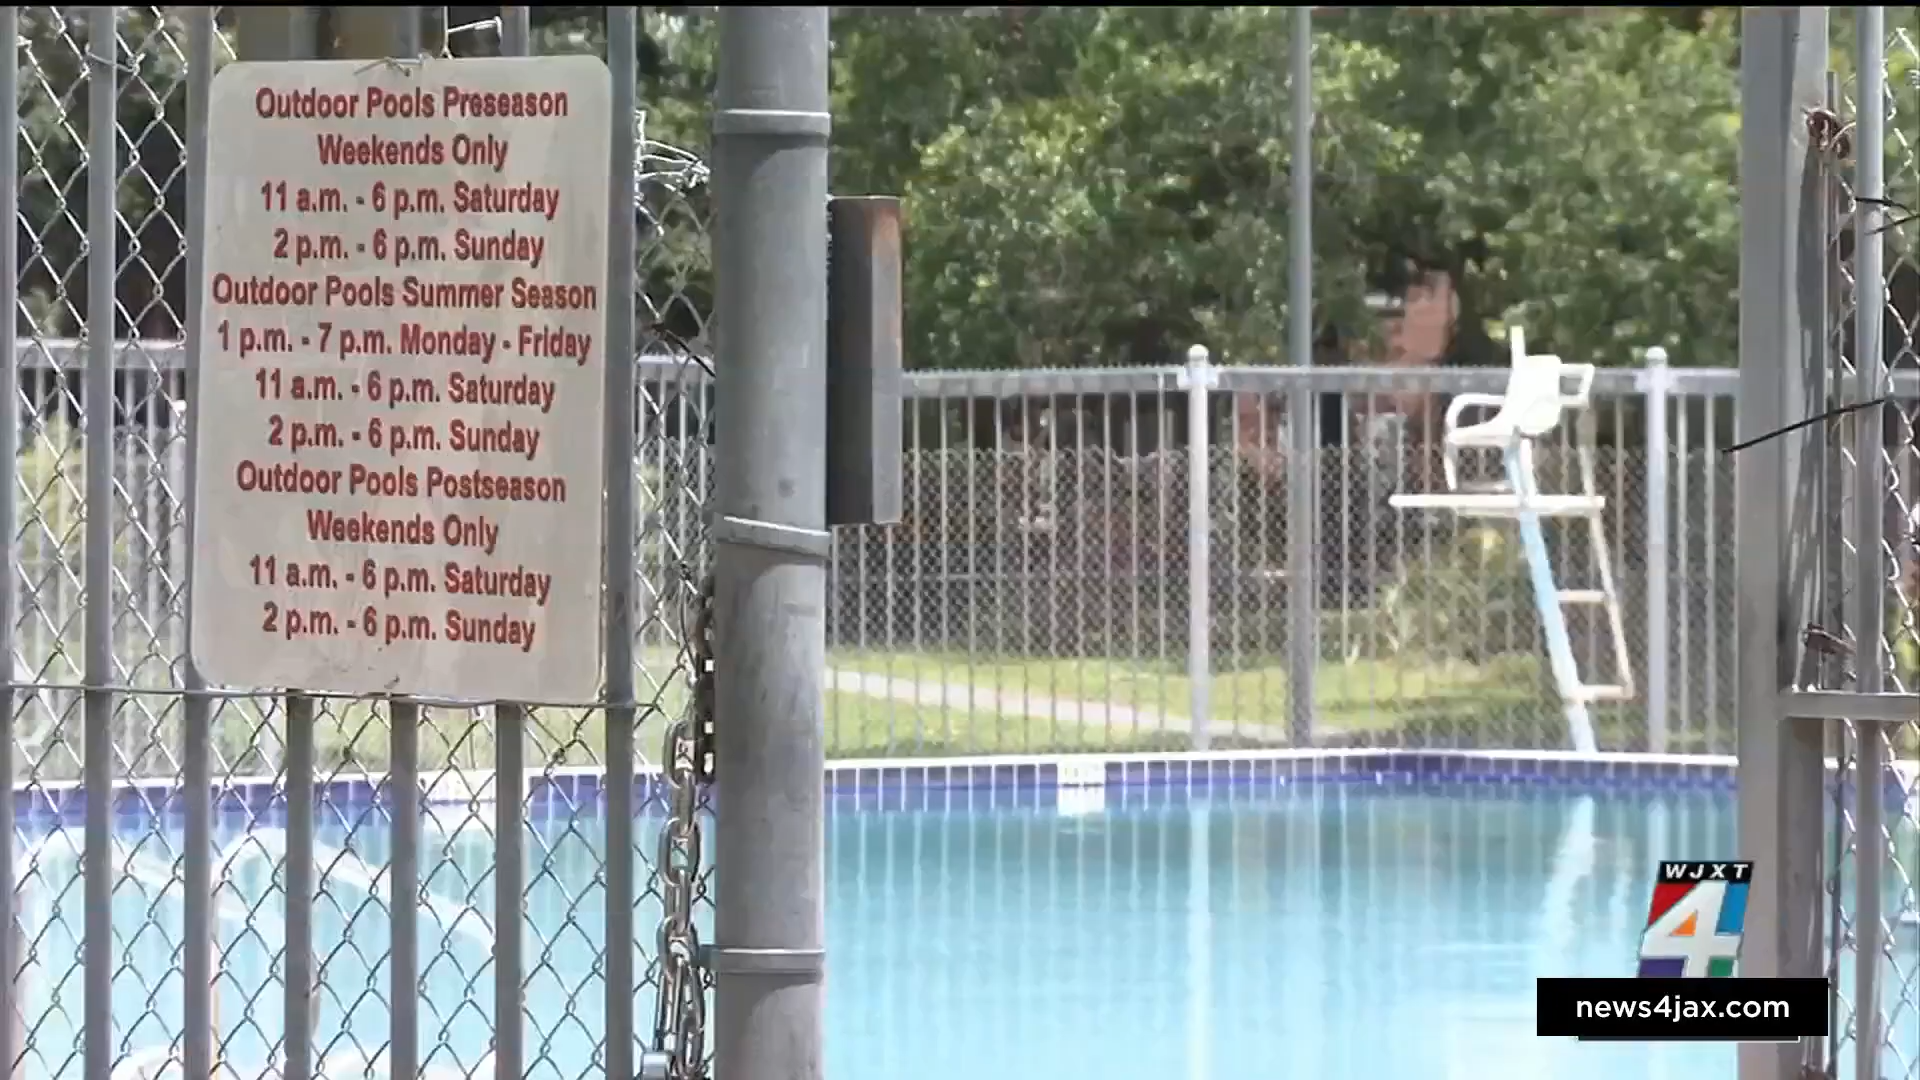 Outdoor Pools Preseason
Weekends Only
11 a.m. - 6 p.m. Saturday
2 p.m. - 6 p.m. Sunday
Outdoor Pools Summer Season
1 p.m. - 7 p.m. Monday - Friday
11 a.m. - 6 p.m. Saturday
2 p.m. - 6 p.m. Sunday
Outdoor Pools Postseason
Weekends Only
11 a.m. - 6 p.m. Saturday
2 p.m. - 6 p.m. Sunday
WJXT
4
news4jax.com